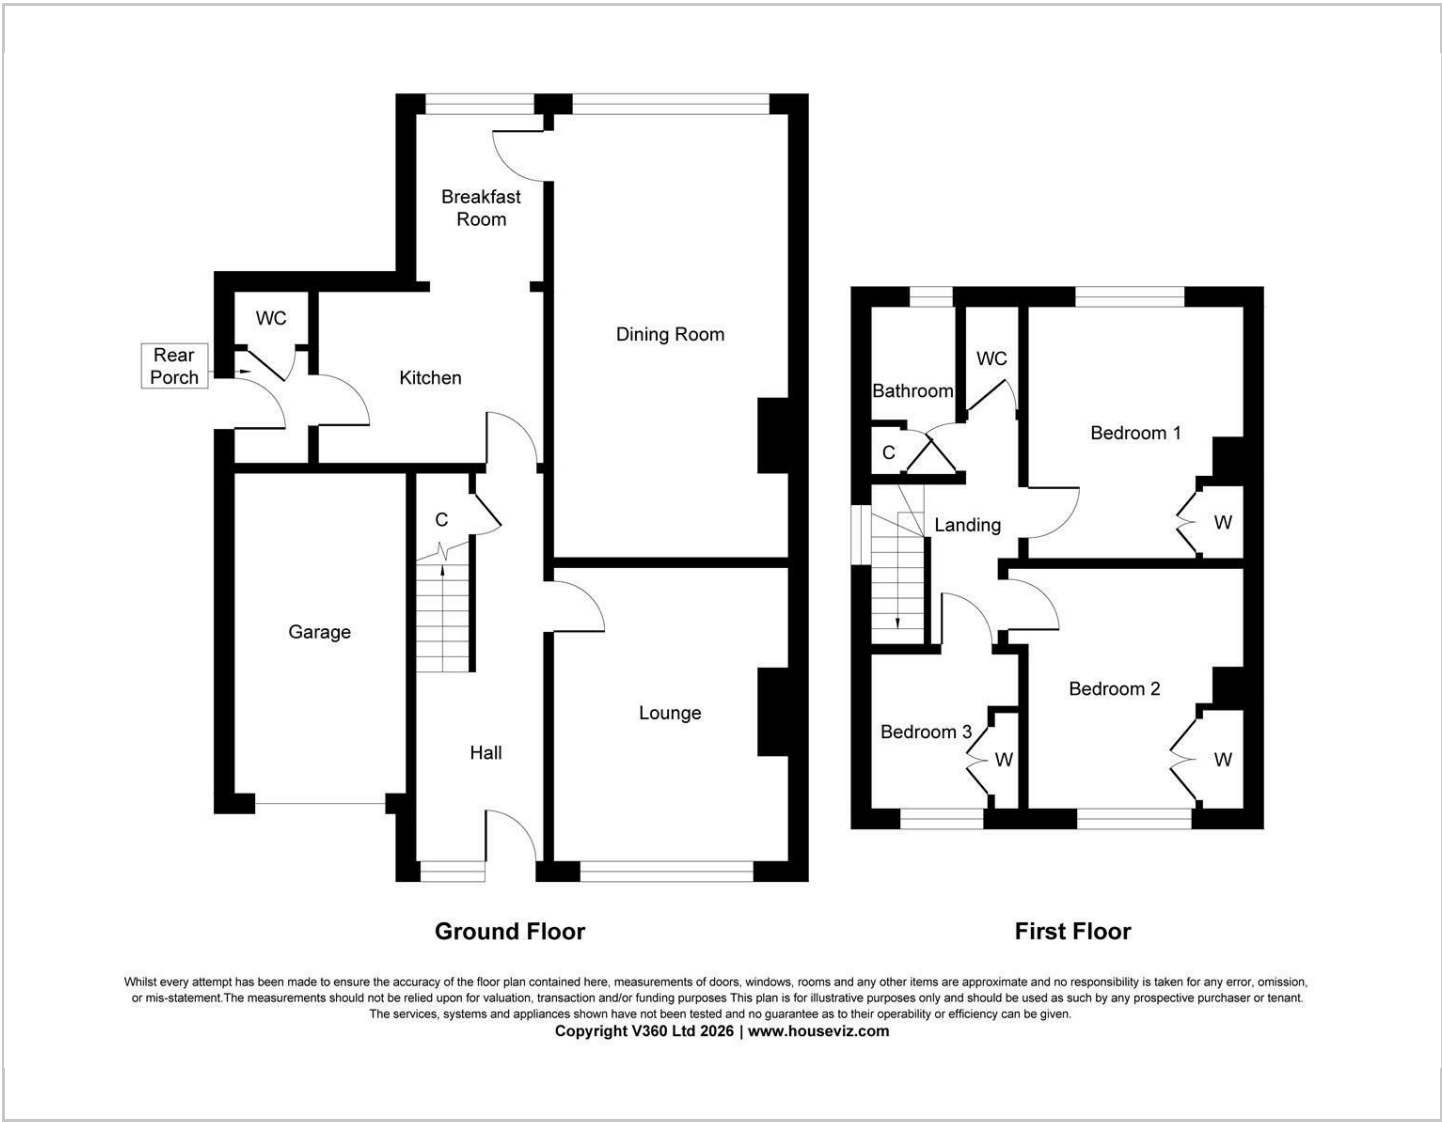 Breakfast
Room
WC
Rear
Porch
Kitchen
Dining Room
C
Garage
Hall
Lounge
WC
Bathroom
C
Bedroom 1
W
Landing
Bedroom 2
Bedroom 3
W
W
Ground Floor
First Floor
Whilst every attempt has been made to ensure the accuracy of the floor plan contained here, measurements of doors, windows, rooms and any other items are approximate and no responsibility is taken for any error, omission,
or mis-statement.The measurements should not be relied upon for valuation, transaction and/or funding purposes This plan is for illustrative purposes only and should be used as such by any prospective purchaser or tenant.
The services, systems and appliances shown have not been tested and no guarantee as to their operability or efficiency can be given.
Copyright V360 Ltd 2026 | www.houseviz.com